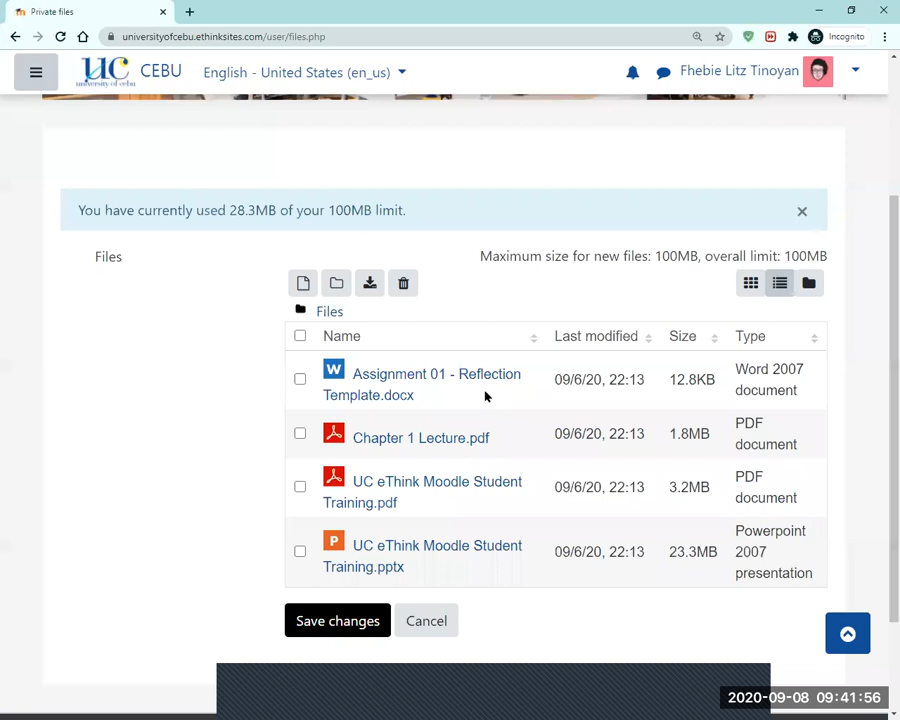 Private files
universityofcebu.ethinksites.com/user/files.php
Incognito
UC
university of cebu
CEBU
English - United States (en_us)
Fhebie Litz Tinoyan
You have currently used 28.3MB of your 100MB limit.
×
Files
Maximum size for new files: 100MB, overall limit: 100MB
Files
Name
Last modified
Size
Type
W
Assignment 01 - Reflection
Template.docx
09/6/20, 22:13
12.8KB
Word 2007
document
Chapter 1 Lecture.pdf
09/6/20, 22:13
1.8MB
PDF
document
UC eThink Moodle Student
Training.pdf
09/6/20, 22:13
3.2MB
PDF
document
P
UC eThink Moodle Student
Training.pptx
09/6/20, 22:13
23.3MB
Powerpoint
2007
presentation
Save changes
Cancel
2020-09-08 09:41:56